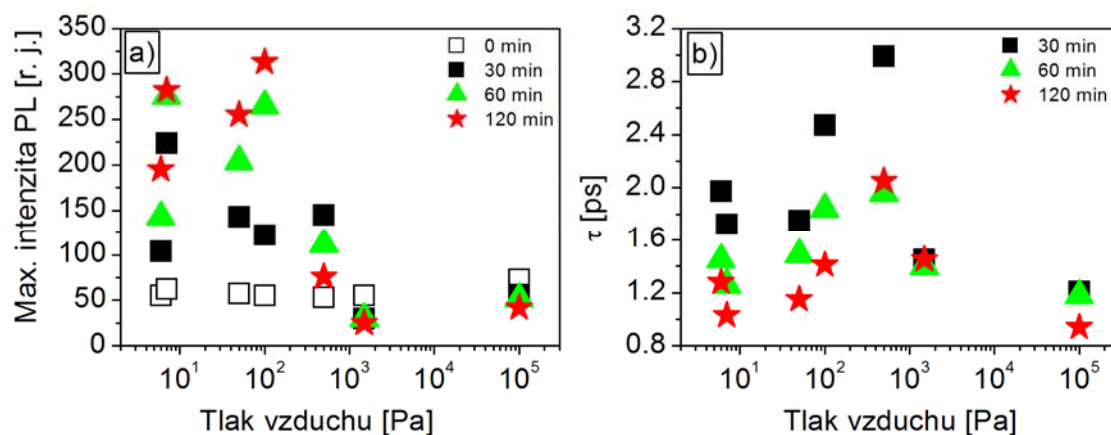 a)
Max. intenzita PL [r. j.]
350
300
250
200
150
100
50
0
0 min
30 min
60 min
120 min
10¹ 10² 10³ 10⁴ 10⁵
Tlak vzduchu [Pa]
b)
τ [ps]
3.2
2.8
2.4
2.0
1.6
1.2
0.8
30 min
60 min
120 min
10¹ 10² 10³ 10⁴ 10⁵
Tlak vzduchu [Pa]